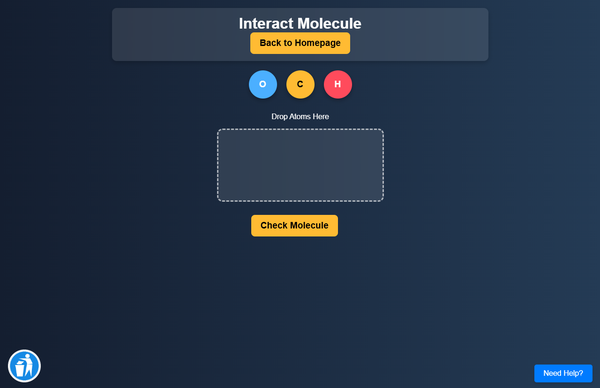 Interact Molecule
Back to Homepage
O C H
Drop Atoms Here
Check Molecule
Need Help?